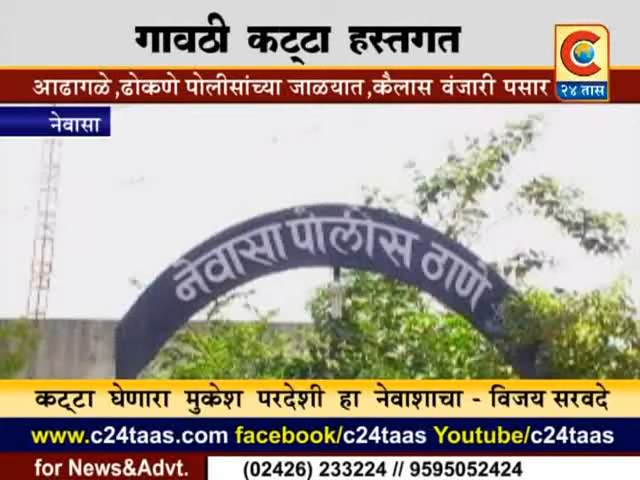 गावठी कट्टा हस्तगत
आढागळे,ढोकणे पोलीसांच्या जाळयात,कैलास वंजारी पसार
C
२४ तास
नेवासा
नेवासा पोलीस ठाणे
कट्टा घेणारा मुकेश परदेशी हा नेवाशाचा - विजय सरवदे
www.c24taas.com facebook/c24taas Youtube/c24taas
for News&Advt. (02426) 233224 // 9595052424